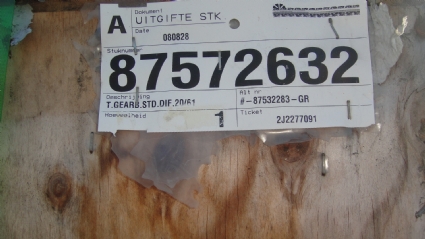 A
Dokument
UITGIFTE STK
Date
080828
Stuknummer
87572632
Omschrijving
T.GEARB.STD.DIF.20/61
Alt nr
#-87532283-GR
Hoeveelheid
1
Ticket
2J2277091